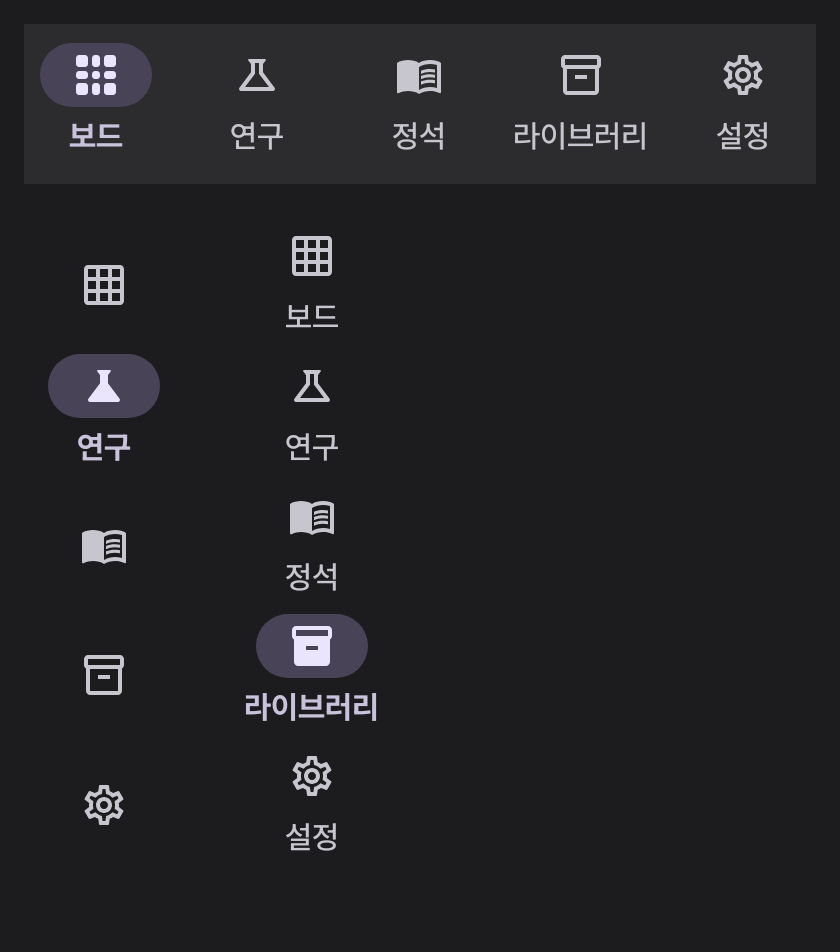 보드 연구 정석 라이브러리 설정
보드
연구
연구
정석
라이브러리
설정